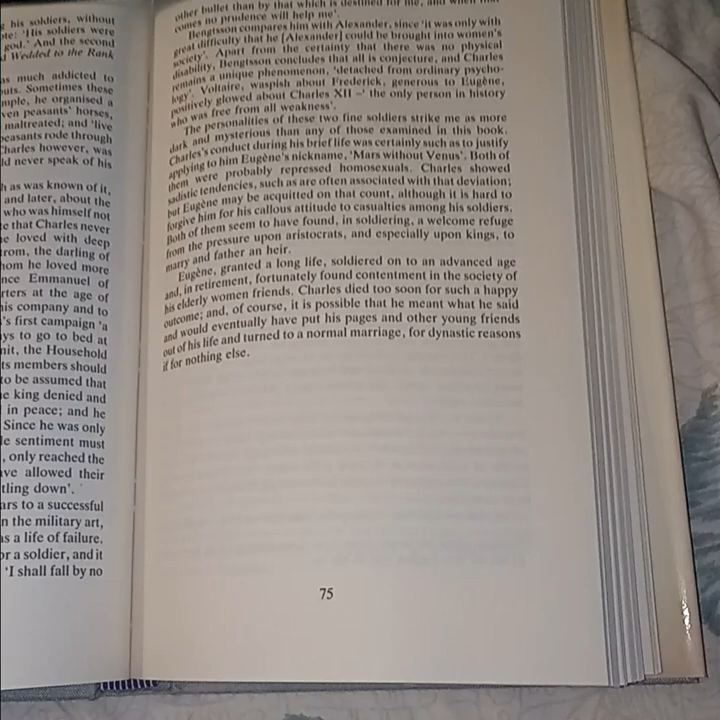 g his soldiers, without
ote: 'His soldiers were
god.' And the second
d Wedded to the Rank
as much addicted to
outs. Sometimes these
mple, he organised a
ven peasants' horses,
maltreated; and 'live
peasants rode through
Charles however, was
ld never speak of his
h as was known of it,
and later, about the
who was himself not
te that Charles never
e loved with deep
trom, the darling of
hom he loved more
nce Emmanuel of
rters at the age of
his company and to
's first campaign 'a
ys to go to bed at
nit, the Household
ts members should
to be assumed that
e king denied and
in peace; and he
Since he was only
le sentiment must
, only reached the
ave allowed their
tling down'.
ars to a successful
n the military art,
as a life of failure.
or a soldier, and it
'I shall fall by no
other bullet than by that which is destined for me, and when that
comes no prudence will help me'.
Bengtsson compares him with Alexander, since 'it was only with
great difficulty that he [Alexander] could be brought into women's
society'. Apart from the certainty that there was no physical
disability, Bengtsson concludes that all is conjecture, and Charles
remains a unique phenomenon, 'detached from ordinary psycho-
logy'. Voltaire, waspish about Frederick, generous to Eugène,
positively glowed about Charles XII –' the only person in history
who was free from all weakness'.
The personalities of these two fine soldiers strike me as more
dark and mysterious than any of those examined in this book.
Charles's conduct during his brief life was certainly such as to justify
applying to him Eugène's nickname, 'Mars without Venus'. Both of
them were probably repressed homosexuals. Charles showed
sadistic tendencies, such as are often associated with that deviation;
but Eugène may be acquitted on that count, although it is hard to
forgive him for his callous attitude to casualties among his soldiers.
Both of them seem to have found, in soldiering, a welcome refuge
from the pressure upon aristocrats, and especially upon kings, to
marry and father an heir.
Eugène, granted a long life, soldiered on to an advanced age
and, in retirement, fortunately found contentment in the society of
his elderly women friends. Charles died too soon for such a happy
outcome; and, of course, it is possible that he meant what he said
and would eventually have put his pages and other young friends
out of his life and turned to a normal marriage, for dynastic reasons
if for nothing else.
75